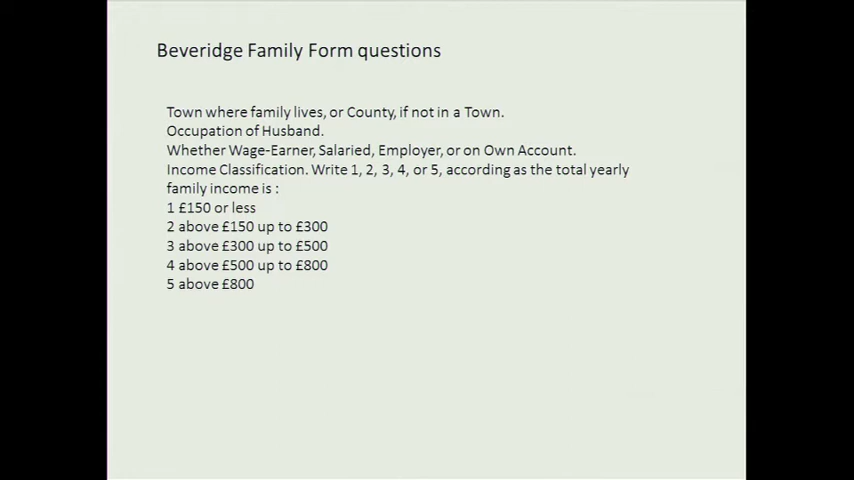 Beveridge Family Form questions
Town where family lives, or County, if not in a Town.
Occupation of Husband.
Whether Wage-Earner, Salaried, Employer, or on Own Account.
Income Classification. Write 1, 2, 3, 4, or 5, according as the total yearly
family income is :
1 £150 or less
2 above £150 up to £300
3 above £300 up to £500
4 above £500 up to £800
5 above £800